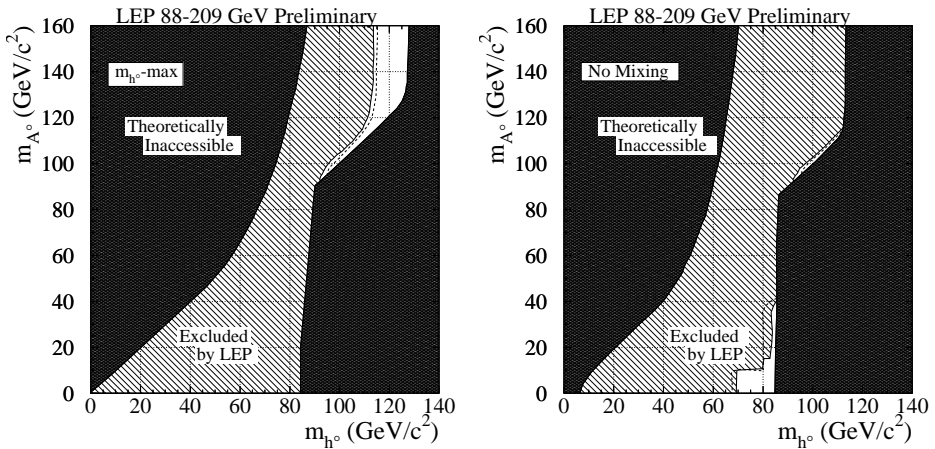 LEP 88-209 GeV Preliminary
m_A° (GeV/c²)
160
140
120
100
80
60
40
20
0
m_h°-max
Theoretically
Inaccessible
Excluded
by LEP
0 20 40 60 80 100 120 140
m_h° (GeV/c²)
LEP 88-209 GeV Preliminary
m_A° (GeV/c²)
160
140
120
100
80
60
40
20
0
No Mixing
Theoretically
Inaccessible
Excluded
by LEP
0 20 40 60 80 100 120 140
m_h° (GeV/c²)